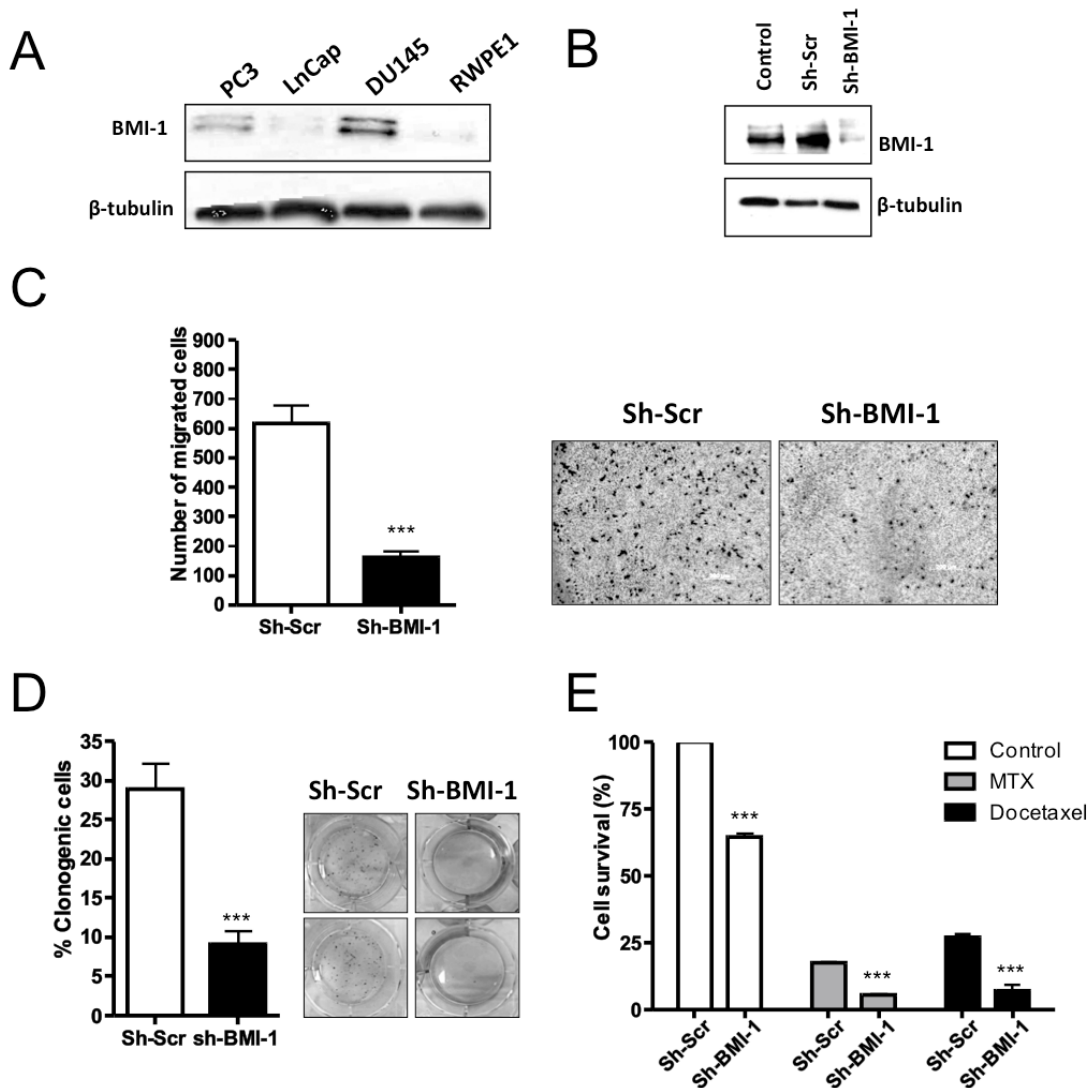 A
PC3 LnCap DU145 RWPE1
BMI-1
β-tubulin
B
Control Sh-Scr Sh-BMI-1
BMI-1
β-tubulin
C
Number of migrated cells
900
800
700
600
500
400
300
200
100
0
***
Sh-Scr Sh-BMI-1
Sh-Scr Sh-BMI-1
D
% Clonogenic cells
35
30
25
20
15
10
5
0
***
Sh-Scr sh-BMI-1
Sh-Scr Sh-BMI-1
E
Cell survival (%)
100
75
50
25
0
***
***
***
Control
MTX
Docetaxel
Sh-Scr Sh-BMI-1 Sh-Scr Sh-BMI-1 Sh-Scr Sh-BMI-1